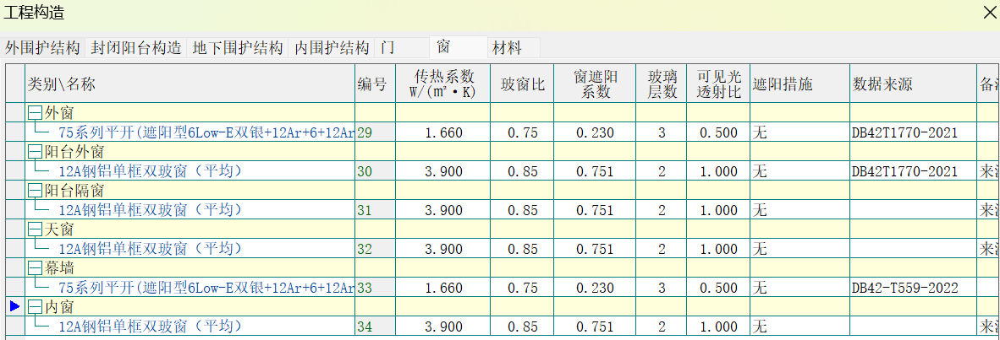 工程构造
外围护结构 封闭阳台构造 地下围护结构 内围护结构 门 窗 材料
类别\名称 编号 传热系数 W/(㎡·K) 玻窗比 窗遮阳系数 玻璃层数 可见光透射比 遮阳措施 数据来源 备
外窗
75系列平开(遮阳型6Low-E双银+12Ar+6+12Ar 29 1.660 0.75 0.230 3 0.500 无 DB42T1770-2021
阳台外窗
12A钢铝单框双玻窗（平均） 30 3.900 0.85 0.751 2 1.000 无 DB42T1770-2021 来
阳台隔窗
12A钢铝单框双玻窗（平均） 31 3.900 0.85 0.751 2 1.000 无 来
天窗
12A钢铝单框双玻窗（平均） 32 3.900 0.85 0.751 2 1.000 无 来
幕墙
75系列平开(遮阳型6Low-E双银+12Ar+6+12Ar 33 1.660 0.75 0.230 3 0.500 无 DB42-T559-2022
内窗
12A钢铝单框双玻窗（平均） 34 3.900 0.85 0.751 2 1.000 无 来